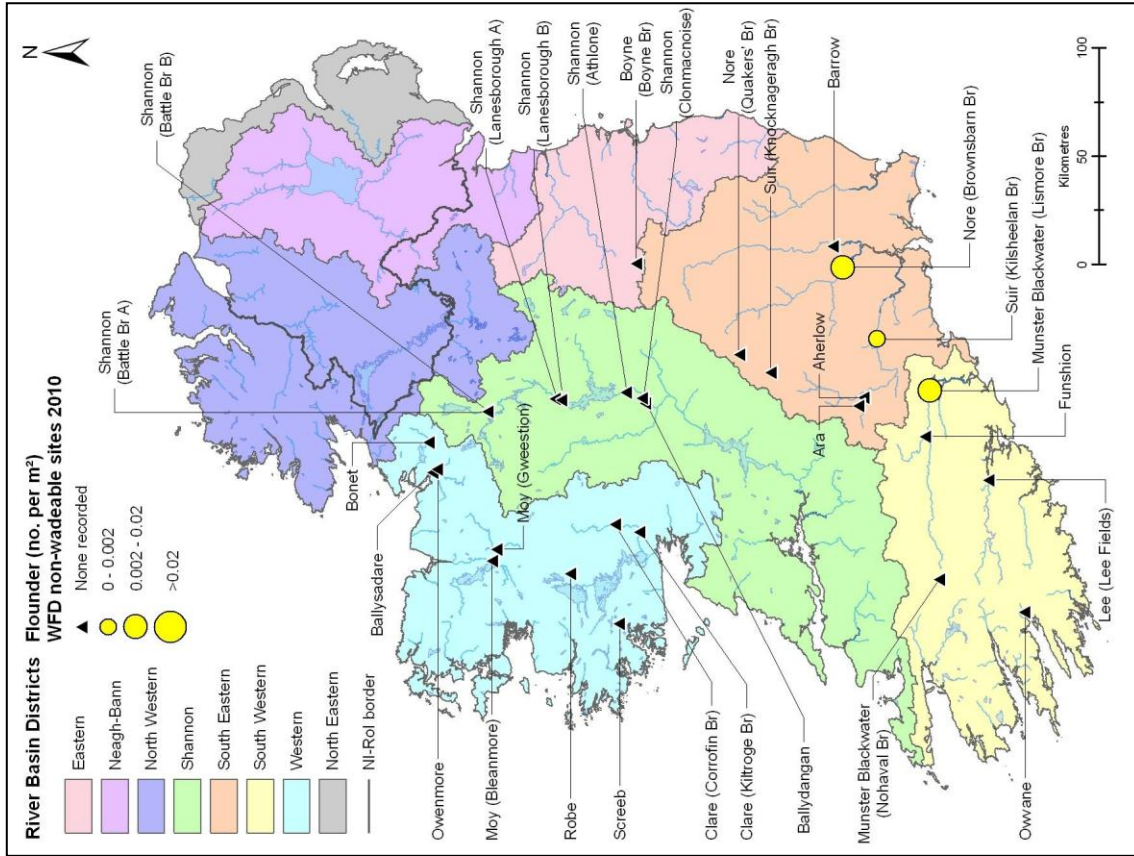 River Basin Districts
Eastern
Neagh-Bann
North Western
Shannon
South Eastern
South Western
Western
North Eastern
NI-RoI border
Flounder (no. per m²)
WFD non-wadeable sites 2010
None recorded
0 - 0.002
0.002 - 0.02
>0.02
N
Shannon
(Battle Br A)
Shannon
(Battle Br B)
Bonet
Ballysadare
Moy (Gweestion)
Owenmore
Moy (Bleanmore)
Robe
Screeb
Clare (Corrofin Br)
Clare (Kiltroge Br)
Ballydangan
Munster Blackwater
(Nohaval Br)
Owvane
Shannon
(Lanesborough A)
Shannon
(Lanesborough B)
Shannon
(Athlone)
Boyne
(Boyne Br)
Shannon
(Clonmacnoise)
Nore
(Quakers' Br)
Suir (Knocknageragh Br)
Barrow
Aherlow
Ara
Nore (Brownsbarn Br)
Suir (Kilsheelan Br)
Munster Blackwater (Lismore Br)
Funshion
Lee (Lee Fields)
0
50
100
Kilometres